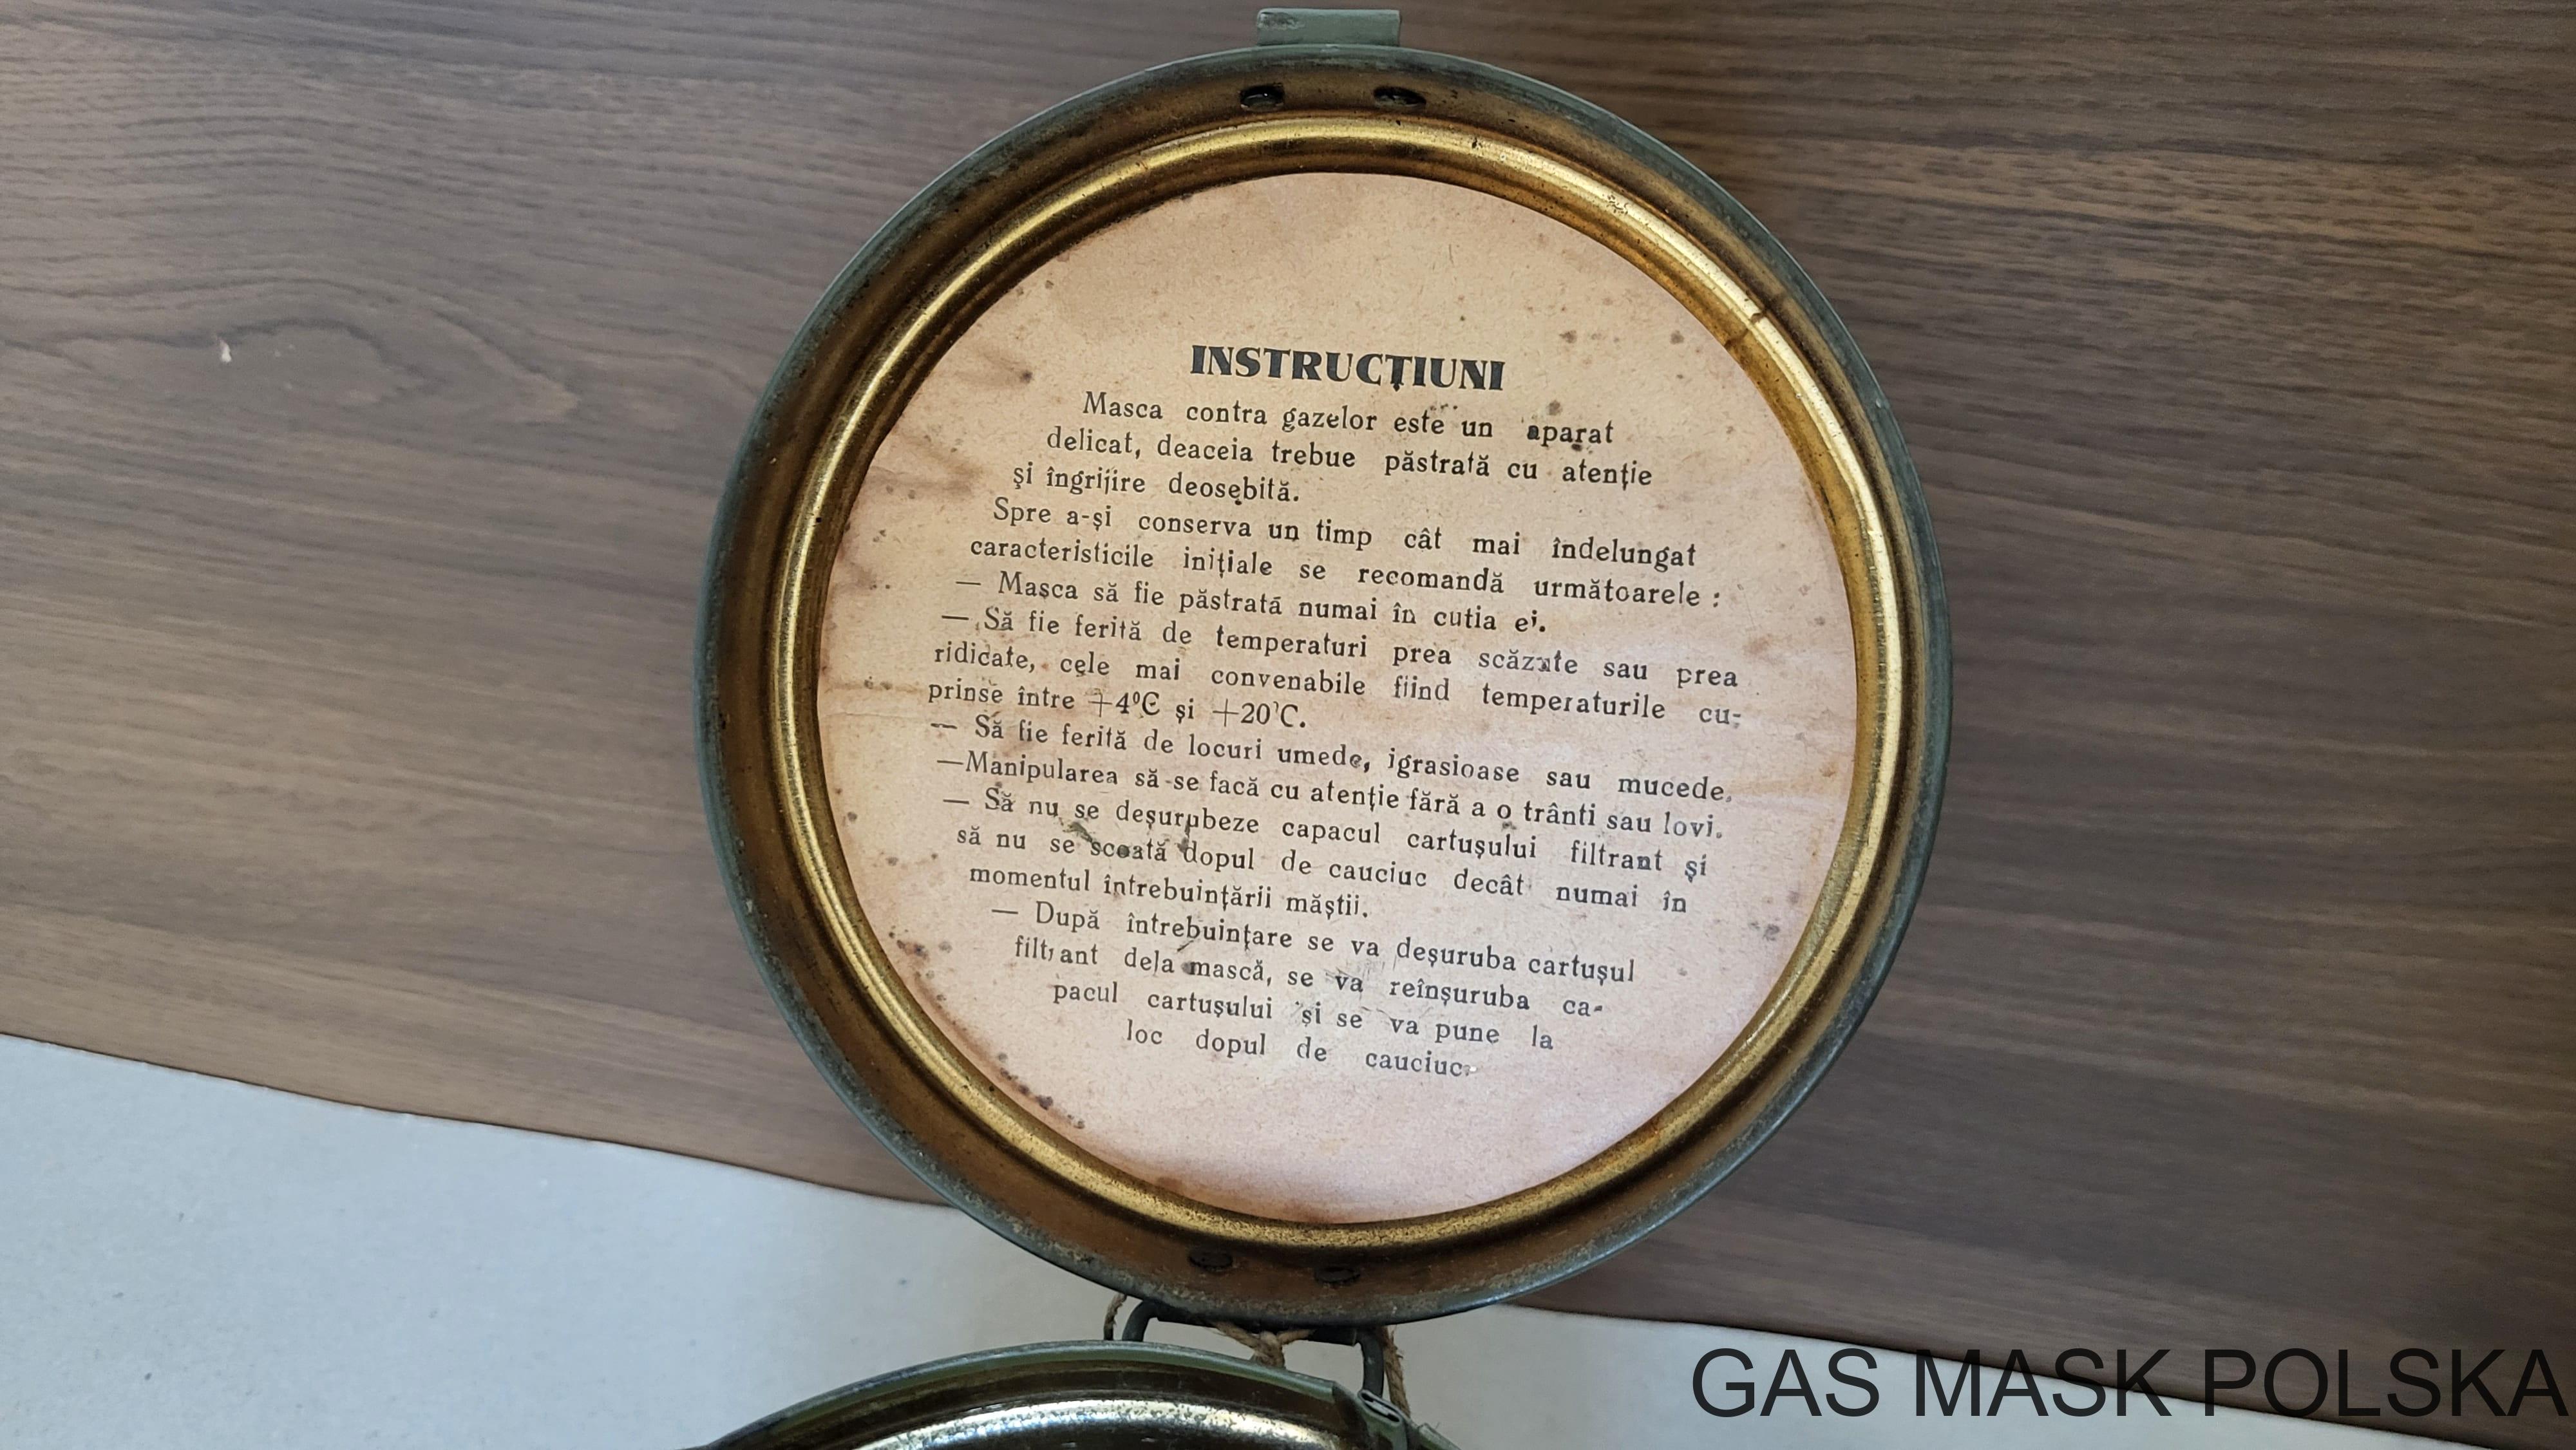 INSTRUCȚIUNI
Masca contra gazelor este un aparat
delicat, deaceia trebue păstrată cu atenție
și îngrijire deosebită.
Spre a-și conserva un timp cât mai îndelungat
caracteristicile inițiale se recomandă următoarele :
— Masca să fie păstrată numai în cutia ei.
— Să fie ferită de temperaturi prea scăzute sau prea
ridicate, cele mai convenabile fiind temperaturile cu-
prinse între +4°C și +20°C.
— Să fie ferită de locuri umede, igrasioase sau mucede.
—Manipularea să se facă cu atenție fără a o trânti sau lovi.
— Să nu se deșurubeze capacul cartușului filtrant și
să nu se scoată dopul de cauciuc decât numai în
momentul întrebuințării măștii.
— După întrebuințare se va deșuruba cartușul
filtrant dela mască, se va reînșuruba ca-
pacul cartușului și se va pune la
loc dopul de cauciuc.
GAS MASK POLSKA